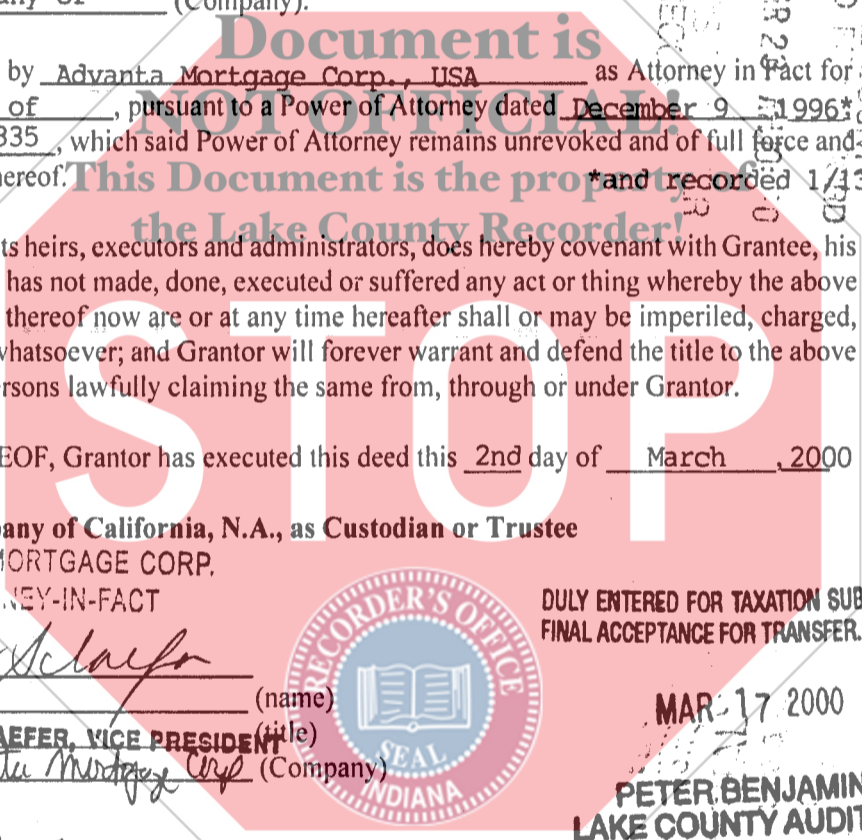 (Company).
Document is
by Advanta Mortgage Corp., USA as Attorney in Fact for
of , pursuant to a Power of Attorney dated December 9 , 1996*
NOT OFFICIAL!
335 , which said Power of Attorney remains unrevoked and of full force and
ereof. *and recorded 1/13
This Document is the property of
the Lake County Recorder!
ts heirs, executors and administrators, does hereby covenant with Grantee, his
has not made, done, executed or suffered any act or thing whereby the above
thereof now are or at any time hereafter shall or may be imperiled, charged,
whatsoever; and Grantor will forever warrant and defend the title to the above
rsons lawfully claiming the same from, through or under Grantor.
STOP
EOF, Grantor has executed this deed this 2nd day of March , 2000
any of California, N.A., as Custodian or Trustee
MORTGAGE CORP.
NEY-IN-FACT
DULY ENTERED FOR TAXATION SUB
FINAL ACCEPTANCE FOR TRANSFER.
RECORDER'S OFFICE
SEAL
INDIANA
(name)
MAR 17 2000
AEFER, VICE PRESIDENT (title)
Mortgage Corp (Company)
PETER BENJAMIN
LAKE COUNTY AUDIT